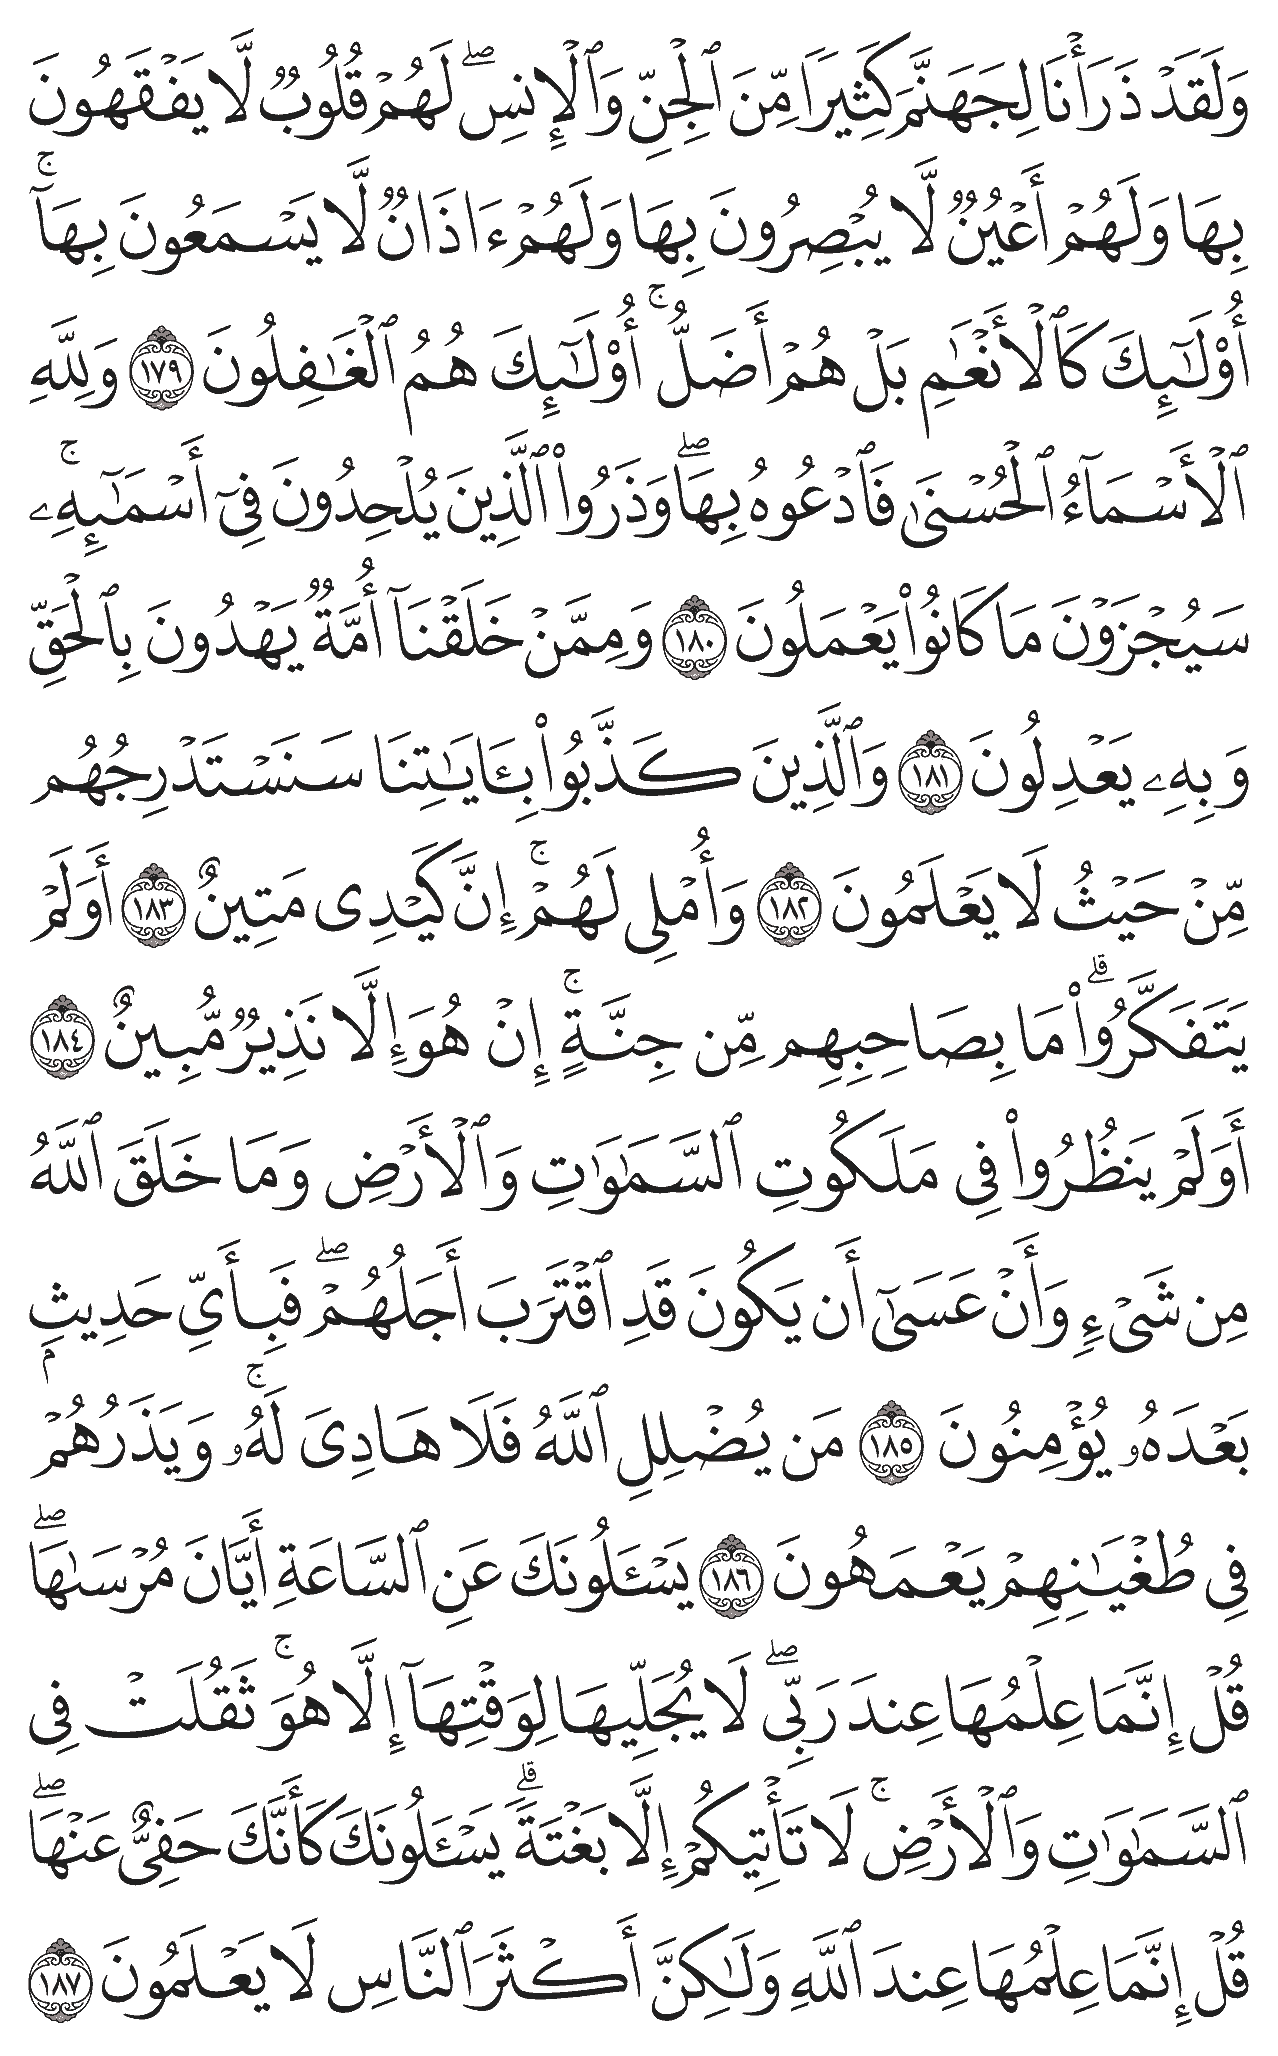 وَلَقَدْ ذَرَأْنَا لِجَهَنَّمَ كَثِيرًا مِّنَ ٱلْجِنِّ وَٱلْإِنسِ ۖ لَهُمْ قُلُوبٌ لَّا يَفْقَهُونَ
بِهَا وَلَهُمْ أَعْيُنٌ لَّا يُبْصِرُونَ بِهَا وَلَهُمْ ءَاذَانٌ لَّا يَسْمَعُونَ بِهَآ ۚ
أُو۟لَـٰٓئِكَ كَٱلْأَنْعَـٰمِ بَلْ هُمْ أَضَلُّ ۚ أُو۟لَـٰٓئِكَ هُمُ ٱلْغَـٰفِلُونَ ١٧٩ وَلِلَّهِ
ٱلْأَسْمَآءُ ٱلْحُسْنَىٰ فَٱدْعُوهُ بِهَا ۖ وَذَرُوا۟ ٱلَّذِينَ يُلْحِدُونَ فِىٓ أَسْمَـٰٓئِهِۦ ۚ
سَيُجْزَوْنَ مَا كَانُوا۟ يَعْمَلُونَ ١٨٠ وَمِمَّنْ خَلَقْنَآ أُمَّةٌ يَهْدُونَ بِٱلْحَقِّ
وَبِهِۦ يَعْدِلُونَ ١٨١ وَٱلَّذِينَ كَذَّبُوا۟ بِـَٔايَـٰتِنَا سَنَسْتَدْرِجُهُم
مِّنْ حَيْثُ لَا يَعْلَمُونَ ١٨٢ وَأُمْلِى لَهُمْ ۚ إِنَّ كَيْدِى مَتِينٌ ١٨٣ أَوَلَمْ
يَتَفَكَّرُوا۟ ۗ مَا بِصَاحِبِهِم مِّن جِنَّةٍ ۚ إِنْ هُوَ إِلَّا نَذِيرٌ مُّبِينٌ ١٨٤
أَوَلَمْ يَنظُرُوا۟ فِى مَلَكُوتِ ٱلسَّمَـٰوَٰتِ وَٱلْأَرْضِ وَمَا خَلَقَ ٱللَّهُ
مِن شَىْءٍ وَأَنْ عَسَىٰٓ أَن يَكُونَ قَدِ ٱقْتَرَبَ أَجَلُهُمْ ۖ فَبِأَىِّ حَدِيثٍۭ
بَعْدَهُۥ يُؤْمِنُونَ ١٨٥ مَن يُضْلِلِ ٱللَّهُ فَلَا هَادِىَ لَهُۥ ۚ وَيَذَرُهُمْ
فِى طُغْيَـٰنِهِمْ يَعْمَهُونَ ١٨٦ يَسْـَٔلُونَكَ عَنِ ٱلسَّاعَةِ أَيَّانَ مُرْسَىٰهَا ۖ
قُلْ إِنَّمَا عِلْمُهَا عِندَ رَبِّى ۖ لَا يُجَلِّيهَا لِوَقْتِهَآ إِلَّا هُوَ ۚ ثَقُلَتْ فِى
ٱلسَّمَـٰوَٰتِ وَٱلْأَرْضِ ۚ لَا تَأْتِيكُمْ إِلَّا بَغْتَةً ۗ يَسْـَٔلُونَكَ كَأَنَّكَ حَفِىٌّ عَنْهَا ۖ
قُلْ إِنَّمَا عِلْمُهَا عِندَ ٱللَّهِ وَلَـٰكِنَّ أَكْثَرَ ٱلنَّاسِ لَا يَعْلَمُونَ ١٨٧